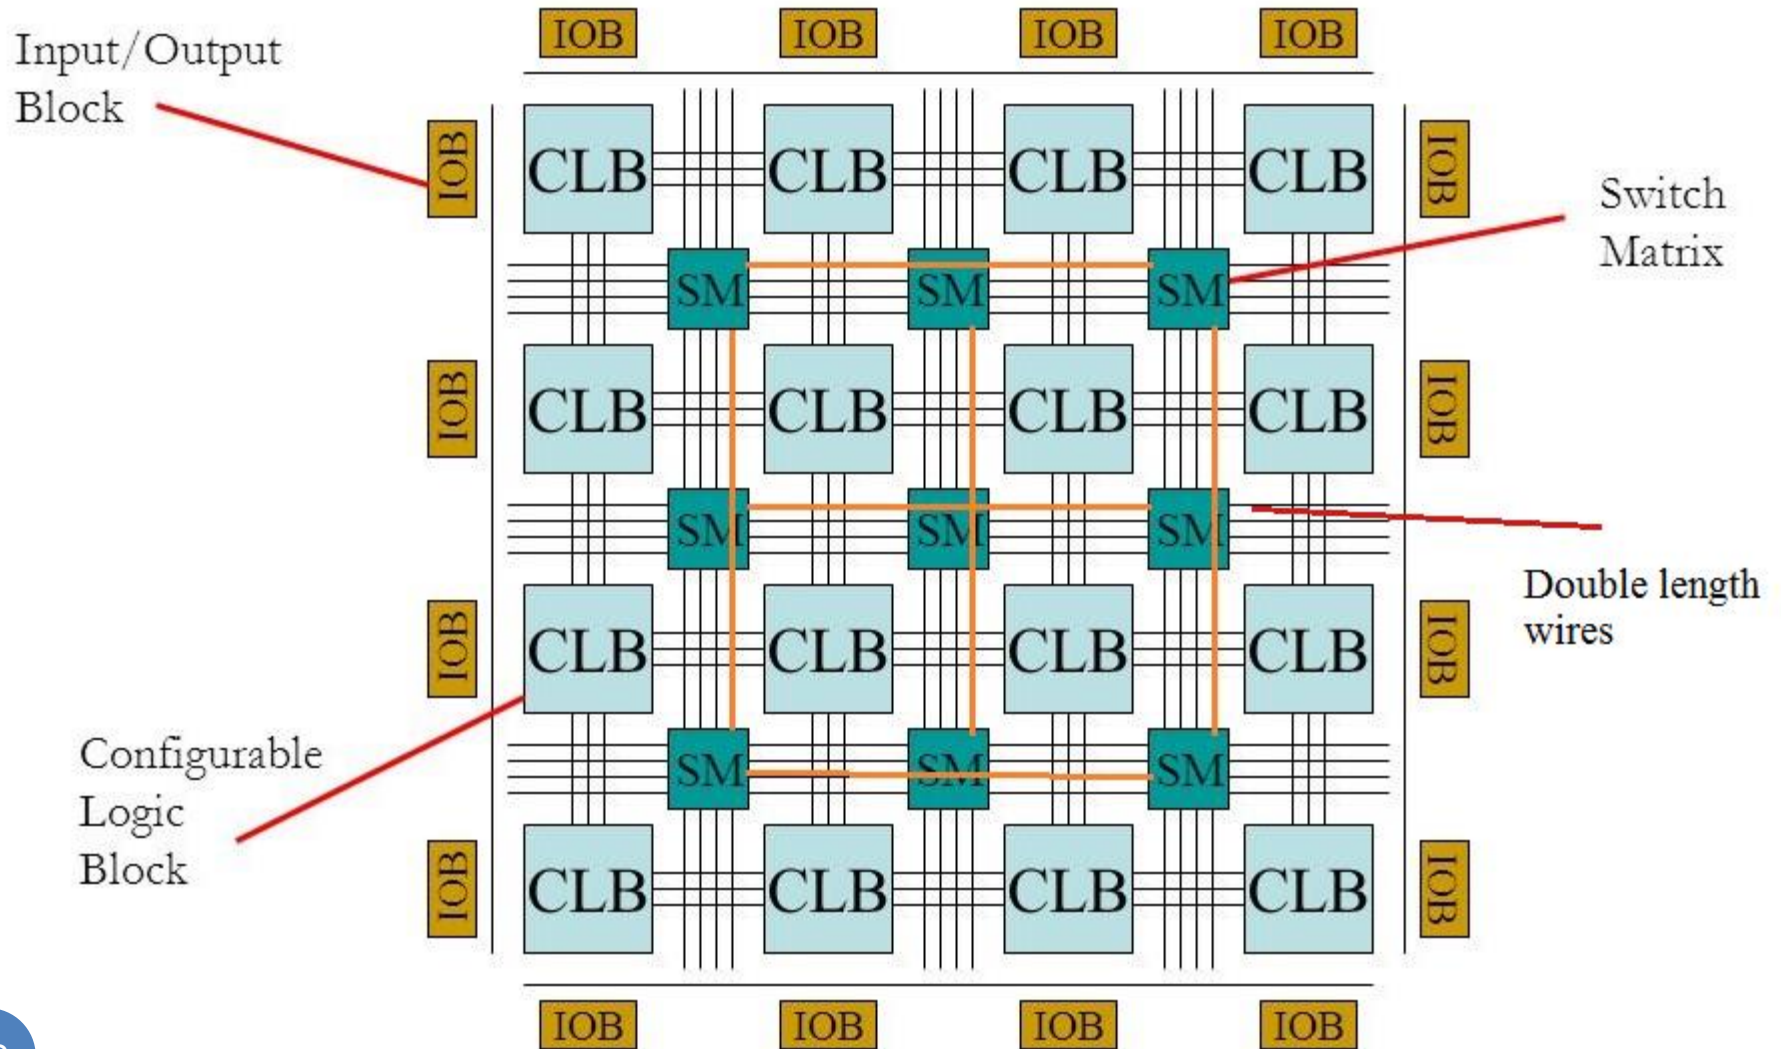 IOB IOB IOB IOB
Input/Output
Block
IOB CLB CLB CLB CLB IOB
Switch
Matrix
SM SM SM
IOB CLB CLB CLB CLB IOB
SM SM SM
Double length
wires
IOB CLB CLB CLB CLB IOB
Configurable
Logic
Block
SM SM SM
IOB CLB CLB CLB CLB IOB
IOB IOB IOB IOB